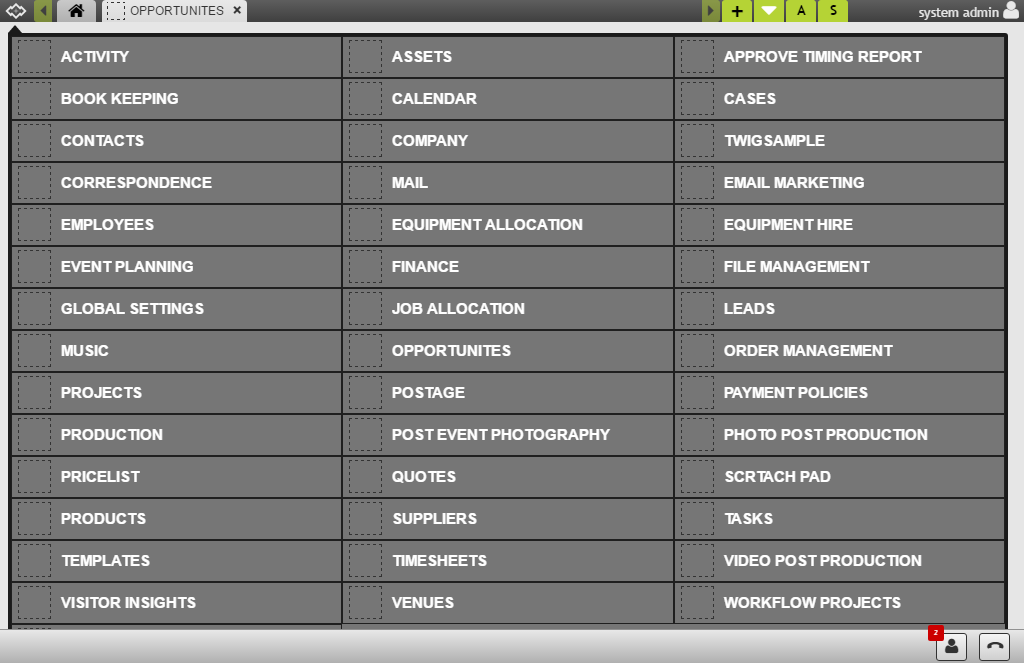 OPPORTUNITES × + A S system admin
ACTIVITY ASSETS APPROVE TIMING REPORT
BOOK KEEPING CALENDAR CASES
CONTACTS COMPANY TWIGSAMPLE
CORRESPONDENCE MAIL EMAIL MARKETING
EMPLOYEES EQUIPMENT ALLOCATION EQUIPMENT HIRE
EVENT PLANNING FINANCE FILE MANAGEMENT
GLOBAL SETTINGS JOB ALLOCATION LEADS
MUSIC OPPORTUNITES ORDER MANAGEMENT
PROJECTS POSTAGE PAYMENT POLICIES
PRODUCTION POST EVENT PHOTOGRAPHY PHOTO POST PRODUCTION
PRICELIST QUOTES SCRTACH PAD
PRODUCTS SUPPLIERS TASKS
TEMPLATES TIMESHEETS VIDEO POST PRODUCTION
VISITOR INSIGHTS VENUES WORKFLOW PROJECTS
2